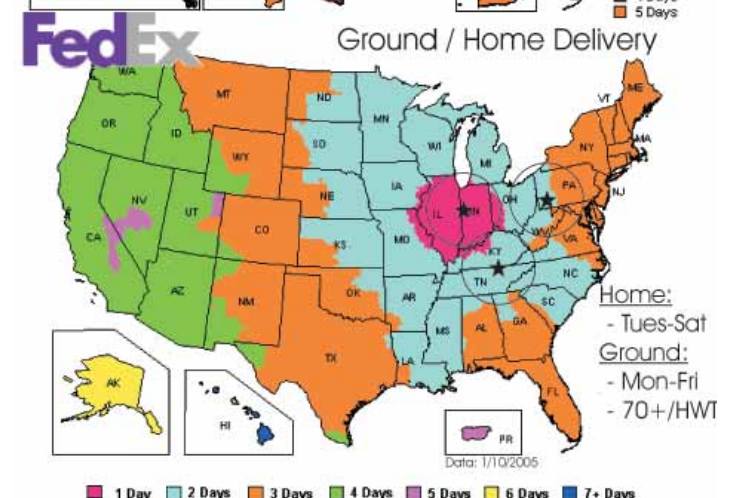 5 Days
FedEx
Ground / Home Delivery
WA
MT
ND
MN
VT
ME
OR
ID
SD
WI
MI
NY
MA
WY
IA
NE
PA
NJ
NV
UT
IL
IN
OH
CA
CO
KS
MO
KY
WV
VA
AZ
NM
OK
AR
TN
NC
SC
TX
LA
MS
AL
GA
FL
AK
HI
PR
Home:
- Tues-Sat
Ground:
- Mon-Fri
- 70+/HWT
Data: 1/10/2005
1 Day 2 Days 3 Days 4 Days 5 Days 6 Days 7+ Days